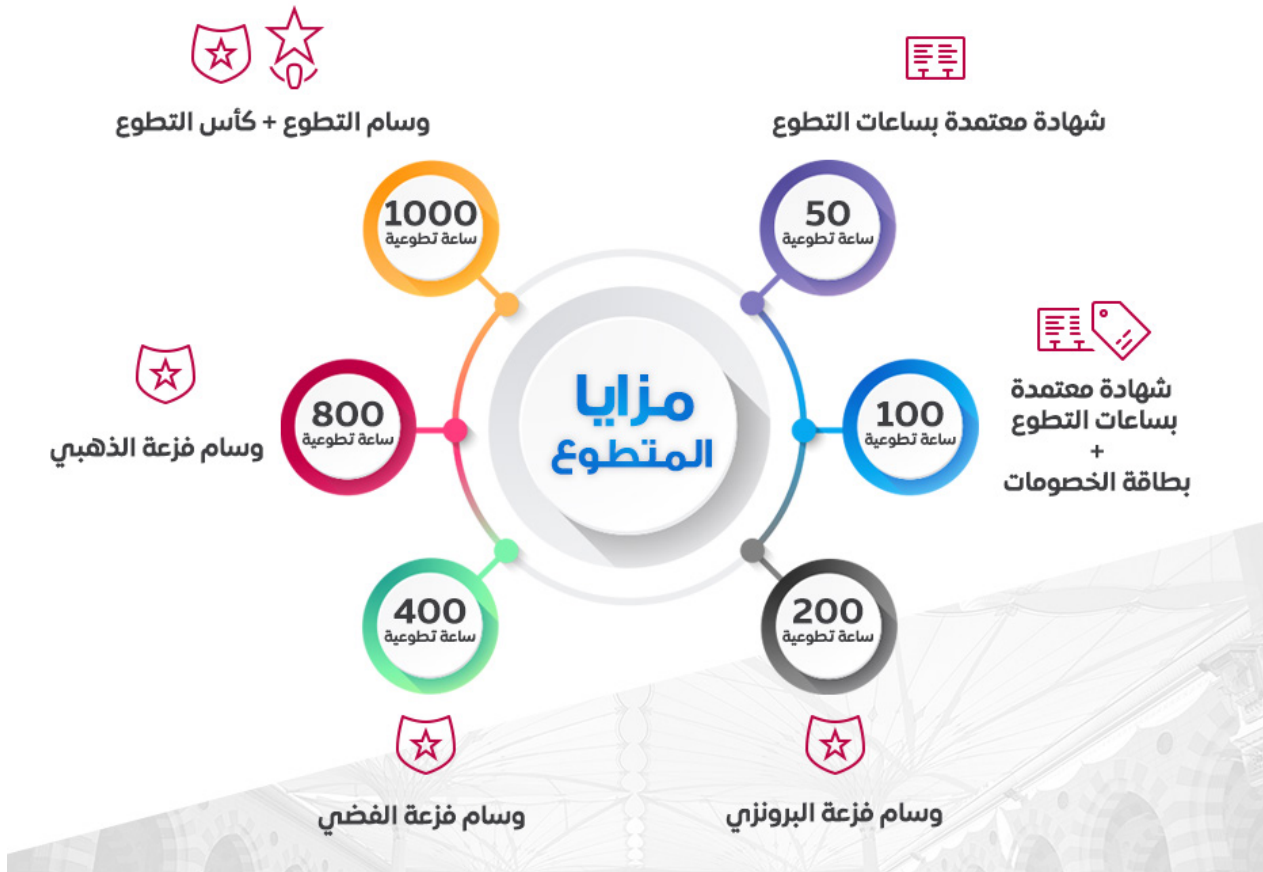 مزايا
المتطوع
شهادة معتمدة بساعات التطوع
50
ساعة تطوعية
100
ساعة تطوعية
شهادة معتمدة
بساعات التطوع
+
بطاقة الخصومات
200
ساعة تطوعية
وسام فزعة البرونزي
400
ساعة تطوعية
وسام فزعة الفضي
800
ساعة تطوعية
وسام فزعة الذهبي
وسام التطوع + كأس التطوع
1000
ساعة تطوعية